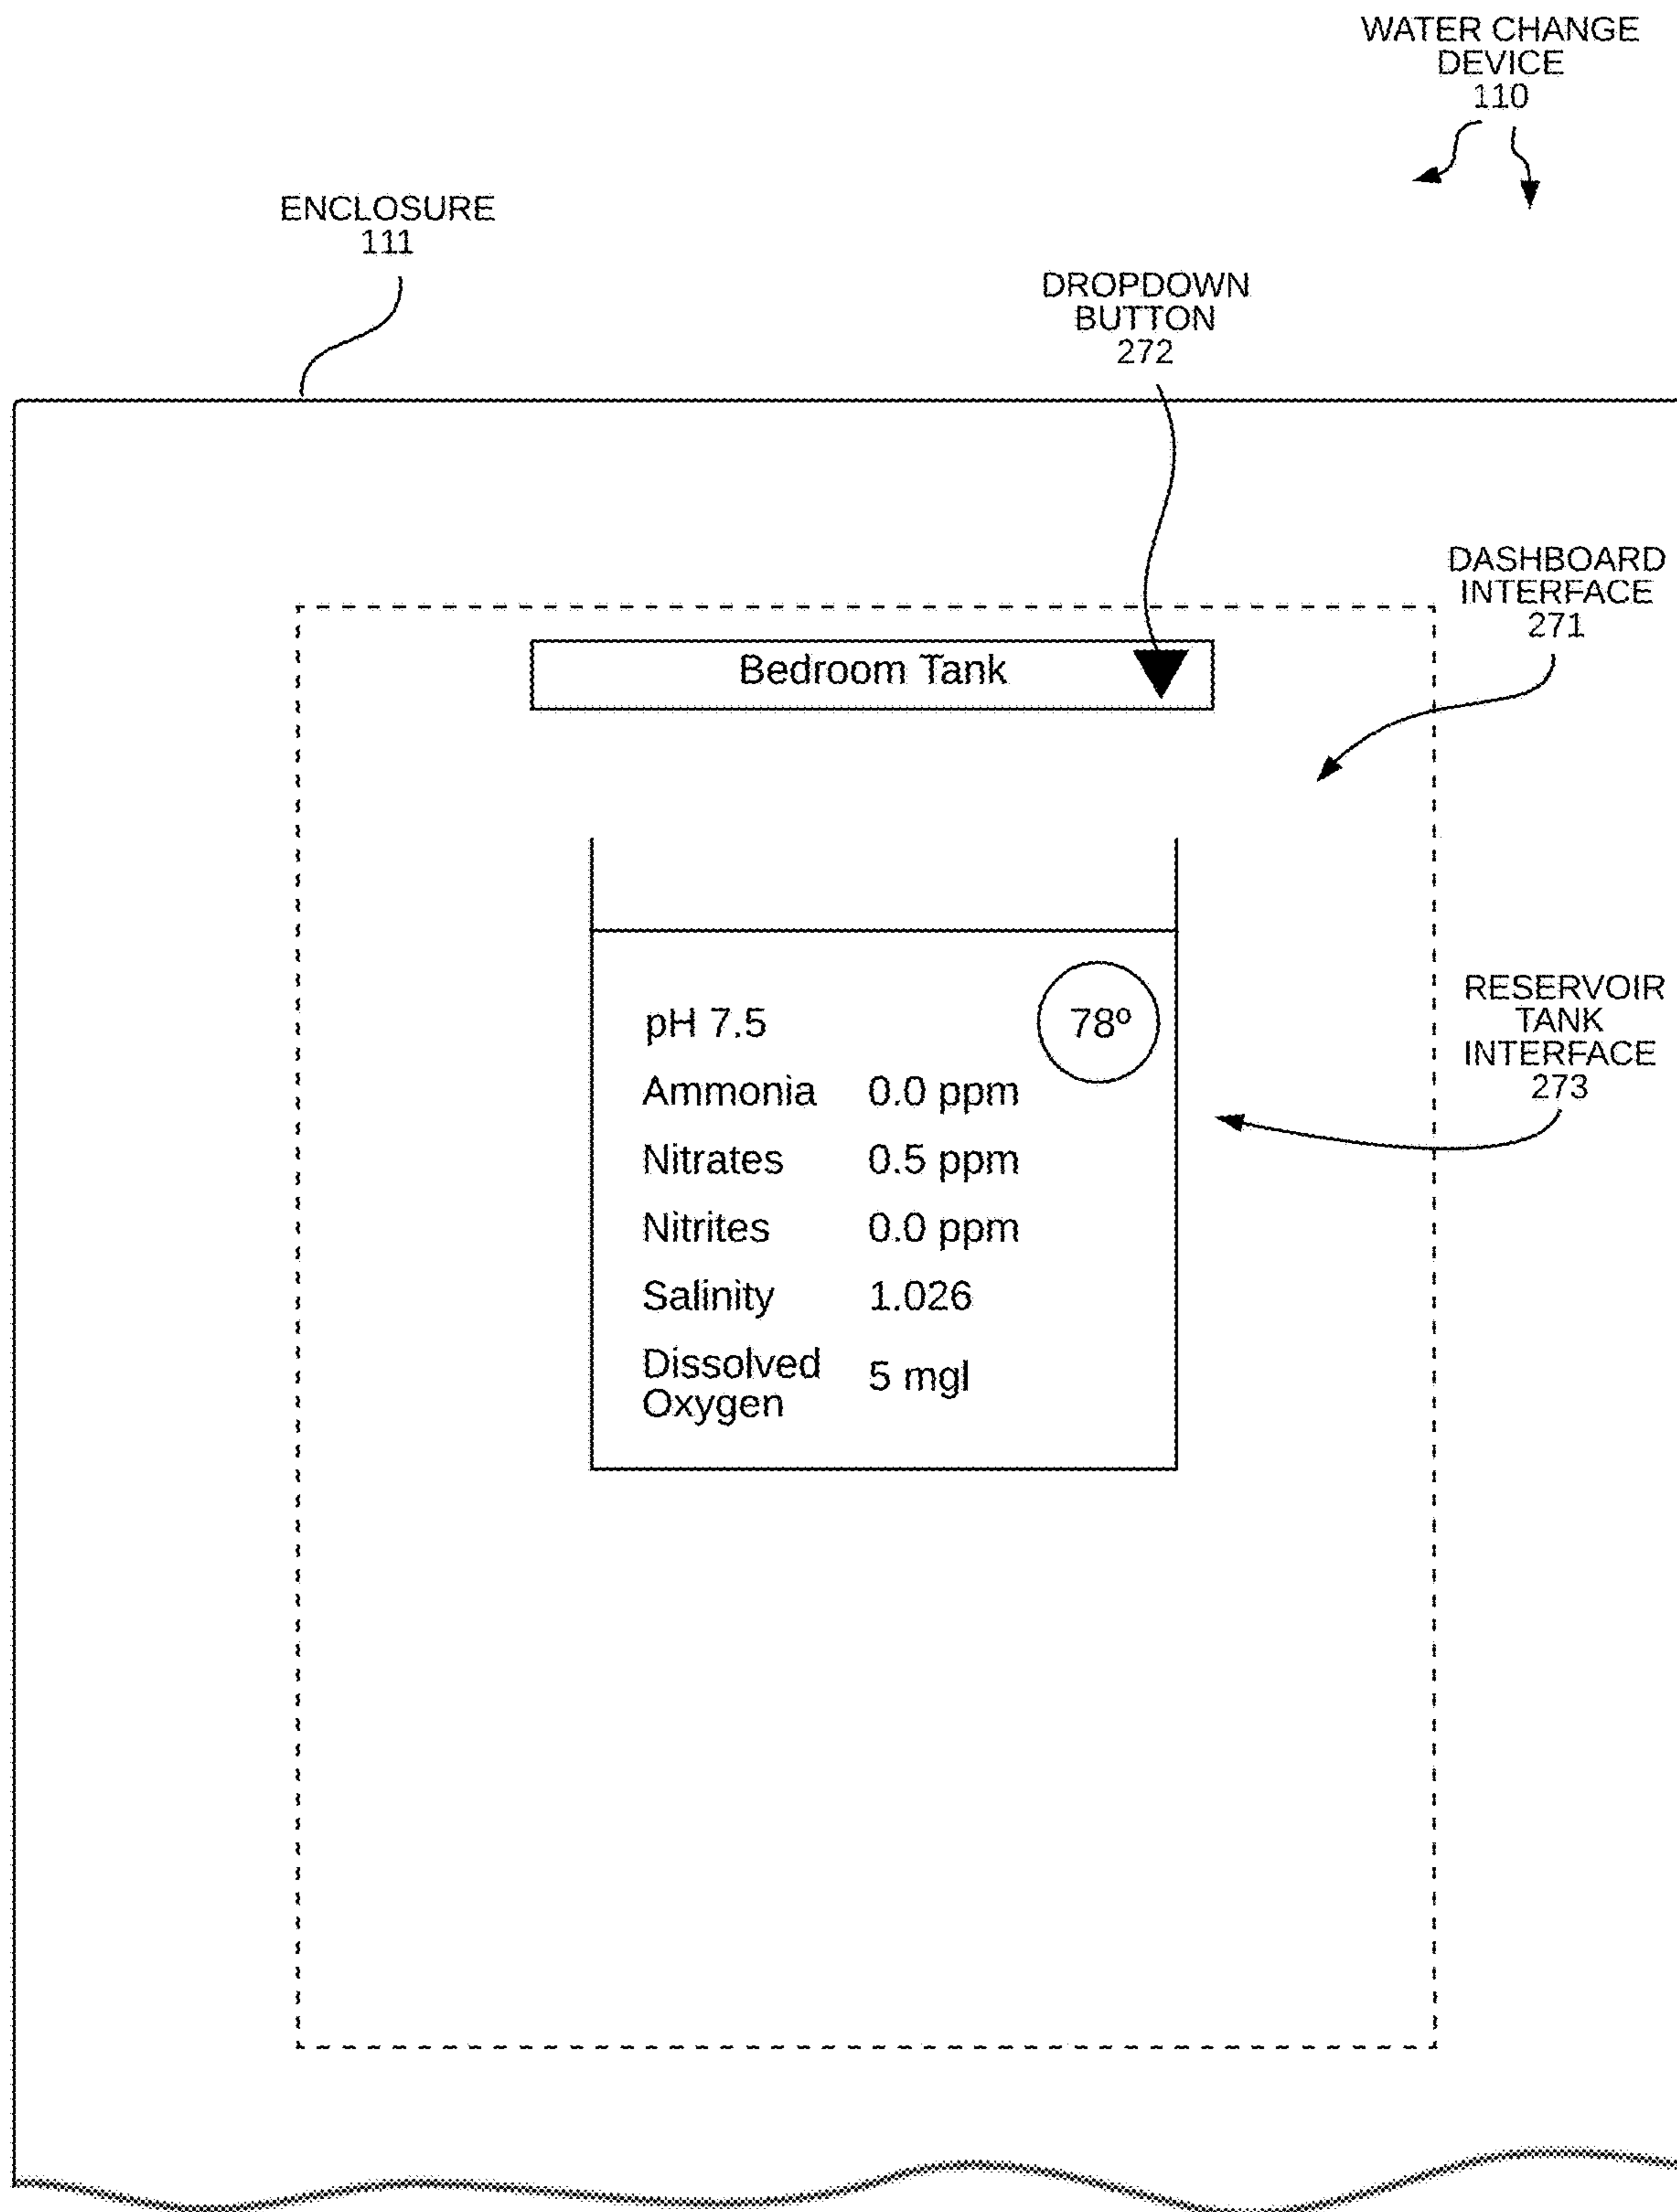 WATER CHANGE
DEVICE
110
ENCLOSURE
111
DROPDOWN
BUTTON
272
DASHBOARD
INTERFACE
271
Bedroom Tank
RESERVOIR
TANK
INTERFACE
273
pH 7.5
78º
Ammonia 0.0 ppm
Nitrates 0.5 ppm
Nitrites 0.0 ppm
Salinity 1.026
Dissolved
Oxygen 5 mgl